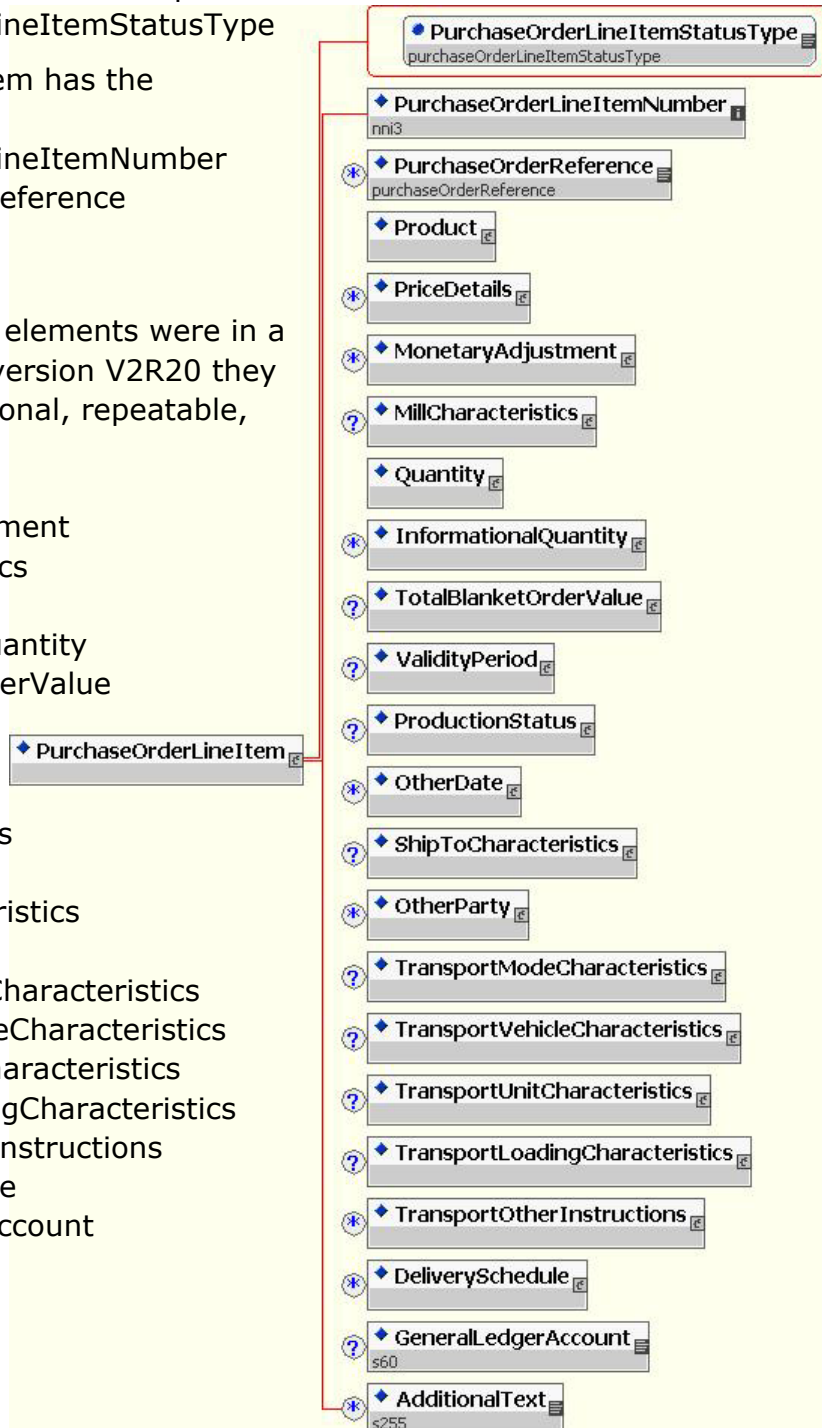 ineItemStatusType
em has the
ineItemNumber
eference
elements were in a
version V2R20 they
onal, repeatable,
ment
cs
uantity
erValue
s
ristics
Characteristics
eCharacteristics
haracteristics
gCharacteristics
nstructions
e
ccount
PurchaseOrderLineItem
PurchaseOrderLineItemStatusType
purchaseOrderLineItemStatusType
PurchaseOrderLineItemNumber
nni3
PurchaseOrderReference
purchaseOrderReference
Product
PriceDetails
MonetaryAdjustment
MillCharacteristics
Quantity
InformationalQuantity
TotalBlanketOrderValue
ValidityPeriod
ProductionStatus
OtherDate
ShipToCharacteristics
OtherParty
TransportModeCharacteristics
TransportVehicleCharacteristics
TransportUnitCharacteristics
TransportLoadingCharacteristics
TransportOtherInstructions
DeliverySchedule
GeneralLedgerAccount
s60
AdditionalText
s255